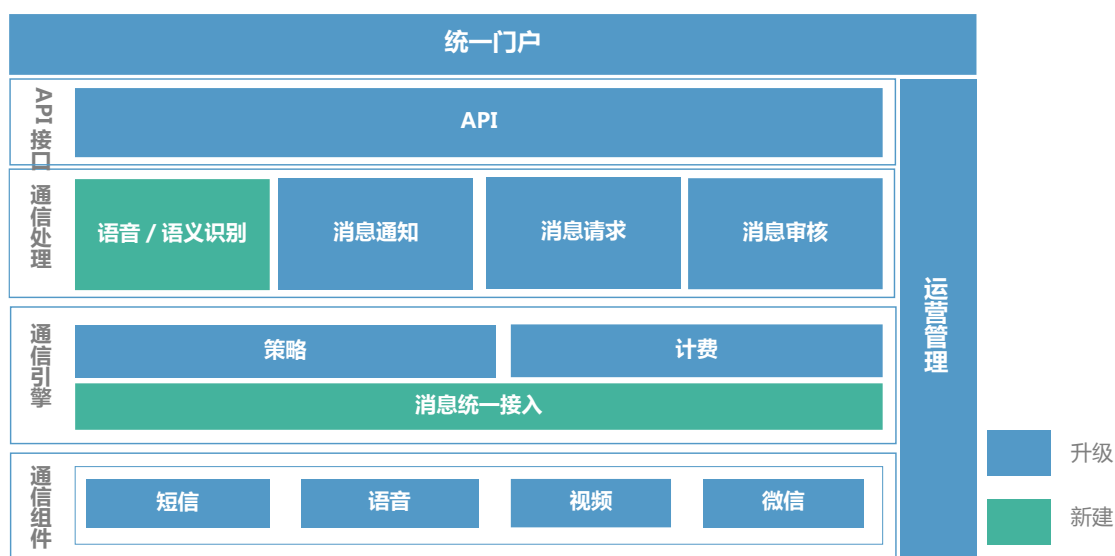 统一门户
API接口
API
通信处理
语音 / 语义识别
消息通知
消息请求
消息审核
运营管理
通信引擎
策略
计费
消息统一接入
通信组件
短信
语音
视频
微信
升级
新建